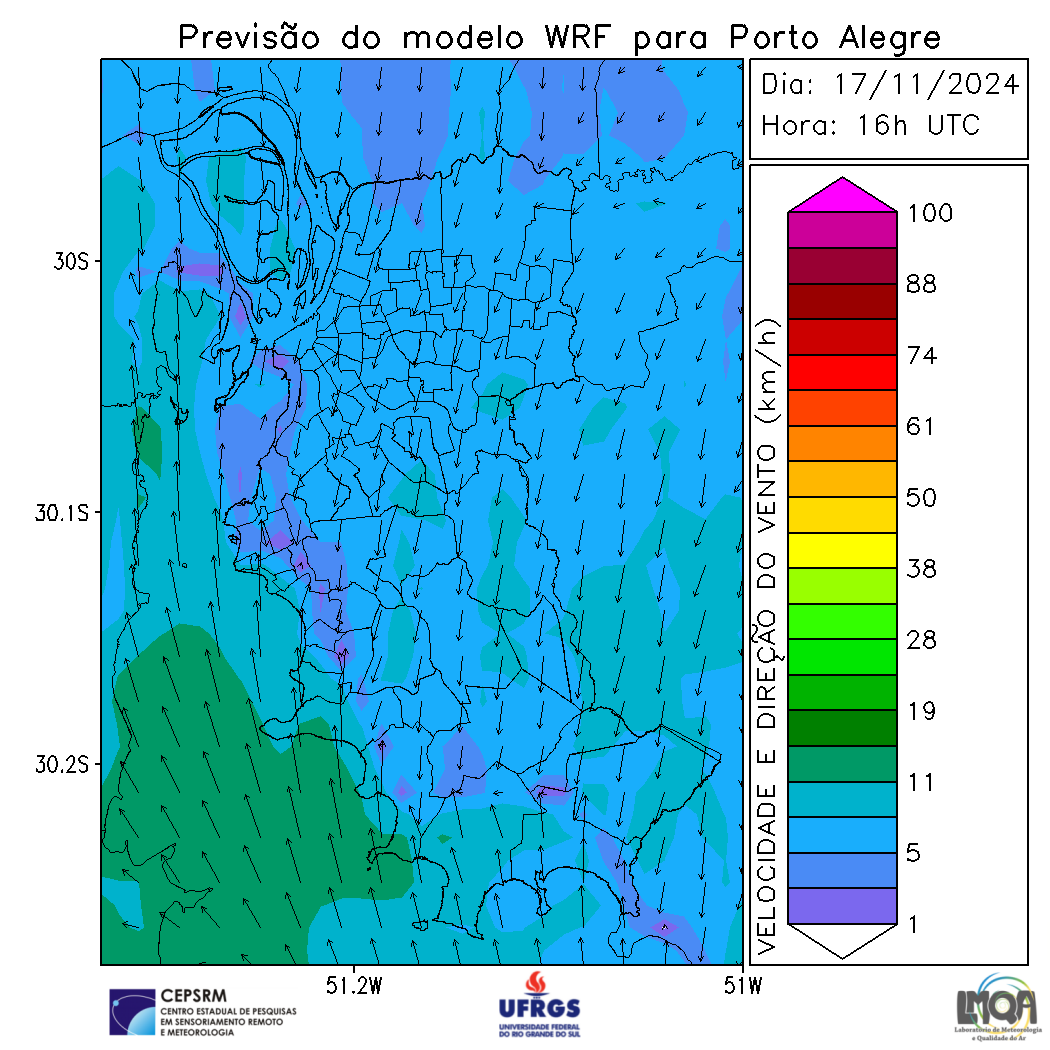 Previsão do modelo WRF para Porto Alegre
Dia: 17/11/2024
Hora: 16h UTC
30S
30.1S
30.2S
51.2W
51W
VELOCIDADE E DIREÇÃO DO VENTO (km/h)
100
88
74
61
50
38
28
19
11
5
1
CEPSRM
CENTRO ESTADUAL DE PESQUISAS
EM SENSORIAMENTO REMOTO
E METEOROLOGIA
UFRGS
UNIVERSIDADE FEDERAL
DO RIO GRANDE DO SUL
LMQA
Laboratório de Meteorologia
e Qualidade do Ar